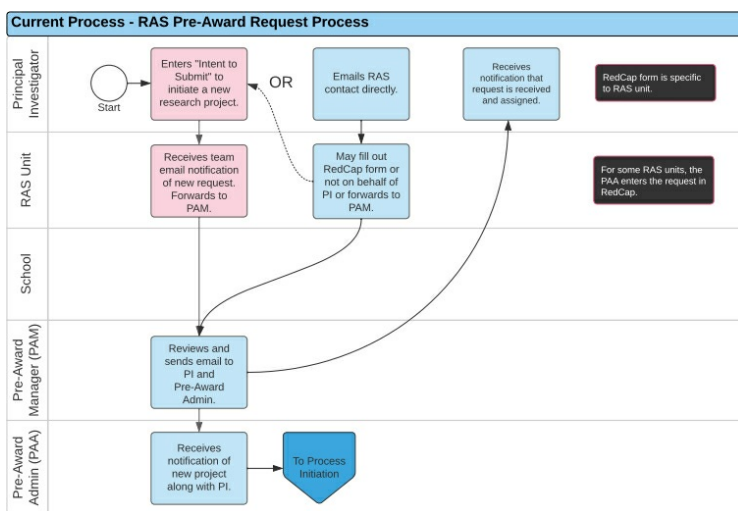 Current Process - RAS Pre-Award Request Process
Principal
Investigator
Start
Enters "Intent to
Submit" to
initiate a new
research project.
OR
Emails RAS
contact directly.
Receives
notification that
request is received
and assigned.
RedCap form is specific
to RAS unit.
RAS Unit
Receives team
email notification
of new request.
Forwards to
PAM.
May fill out
RedCap form or
not on behalf of
PI or forwards to
PAM.
For some RAS units, the
PAA enters the request in
RedCap.
School
Pre-Award
Manager (PAM)
Reviews and
sends email to
PI and
Pre-Award
Admin.
Pre-Award
Admin (PAA)
Receives
notification of
new project
along with PI.
To Process
Initiation